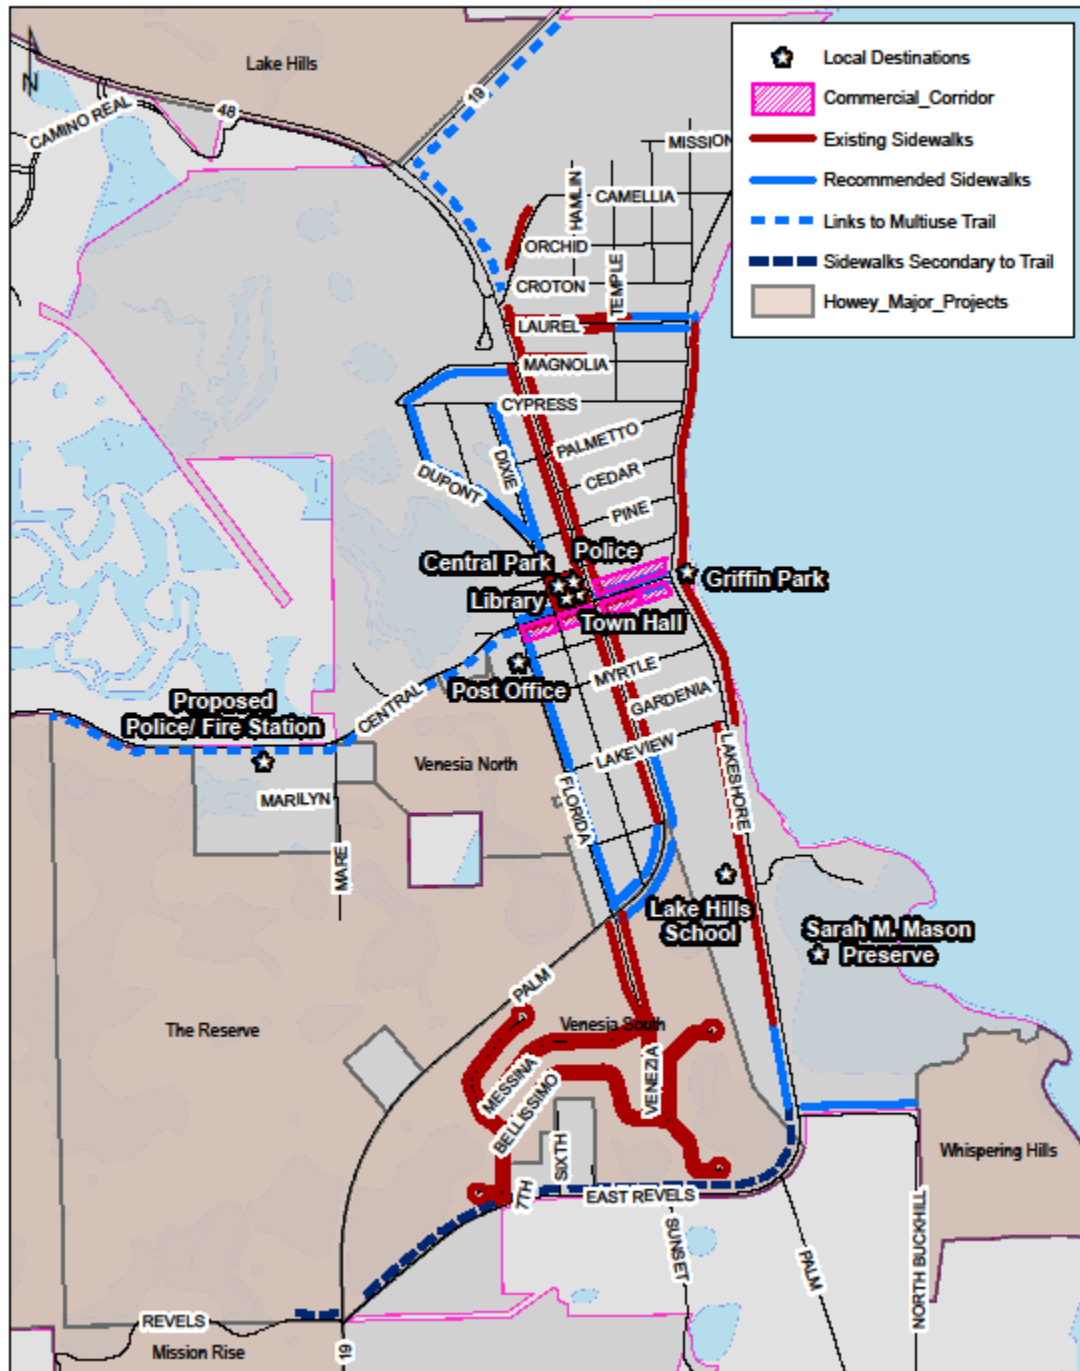 Local Destinations
Commercial_Corridor
Existing Sidewalks
Recommended Sidewalks
Links to Multiuse Trail
Sidewalks Secondary to Trail
Howey_Major_Projects
N
Lake Hills
19
48
CAMINO REAL
MISSION
HAMLIN
CAMELLIA
ORCHID
TEMPLE
CROTON
LAUREL
MAGNOLIA
CYPRESS
PALMETTO
DIXIE
CEDAR
DUPONT
PINE
Central Park
Police
Griffin Park
Library
Town Hall
MYRTLE
Post Office
GARDENIA
Proposed
Police/ Fire Station
CENTRAL
LAKEVIEW
LAKESHORE
Venesia North
FLORIDA
MARILYN
MARE
Lake Hills
School
Sarah M. Mason
Preserve
PALM
The Reserve
Venesia South
MESSINA
VENEZIA
BELLISSIMO
SIXTH
Whispering Hills
7TH
EAST REVELS
SUNSET
PALM
NORTH BUCKHILL
REVELS
Mission Rise
19